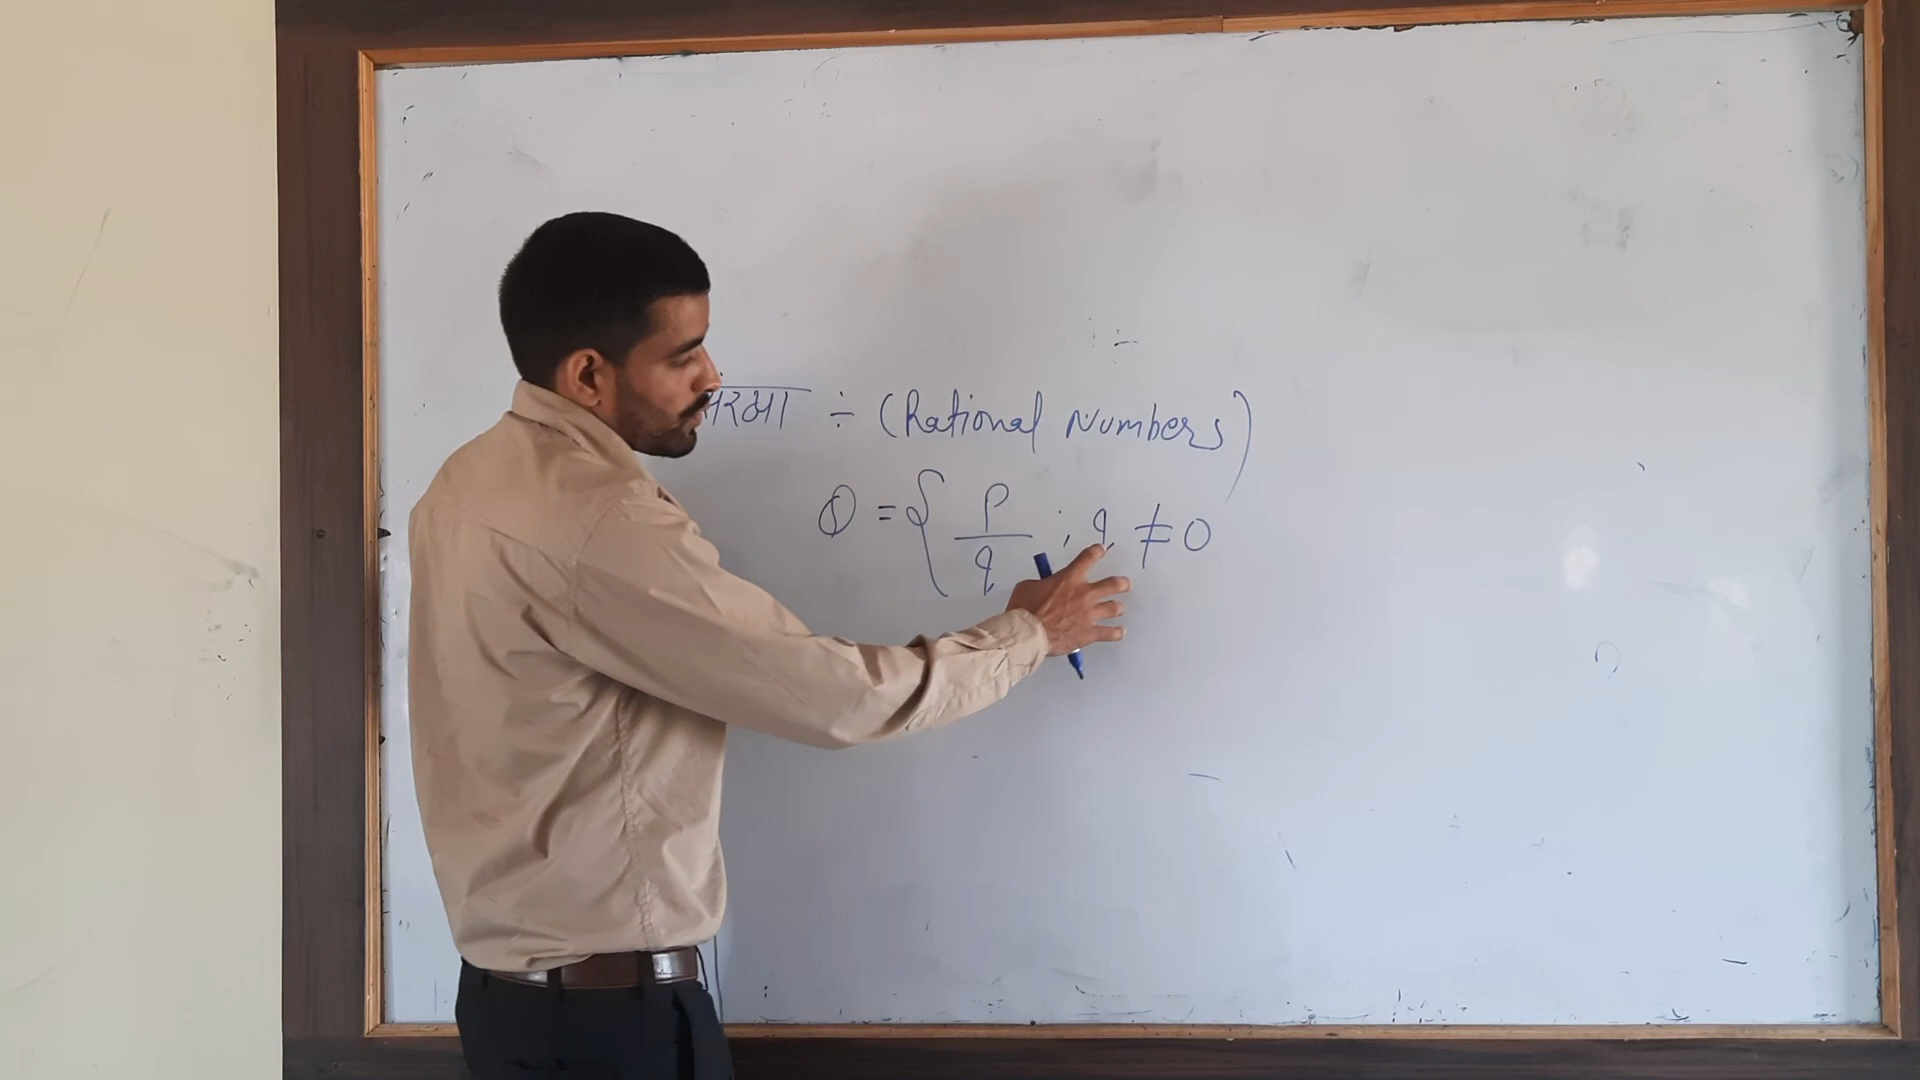 ÷ (Rational Numbers)
Q = { p/q ; q ≠ 0